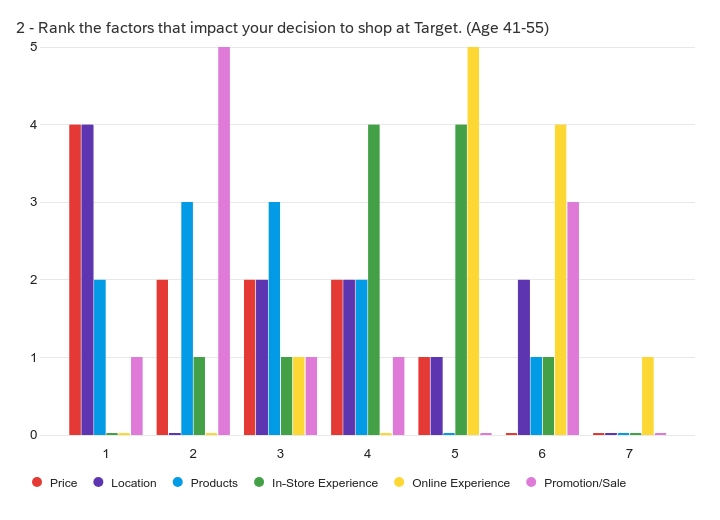 2 - Rank the factors that impact your decision to shop at Target. (Age 41-55)
5
4
3
2
1
0
1 2 3 4 5 6 7
Price Location Products In-Store Experience Online Experience Promotion/Sale